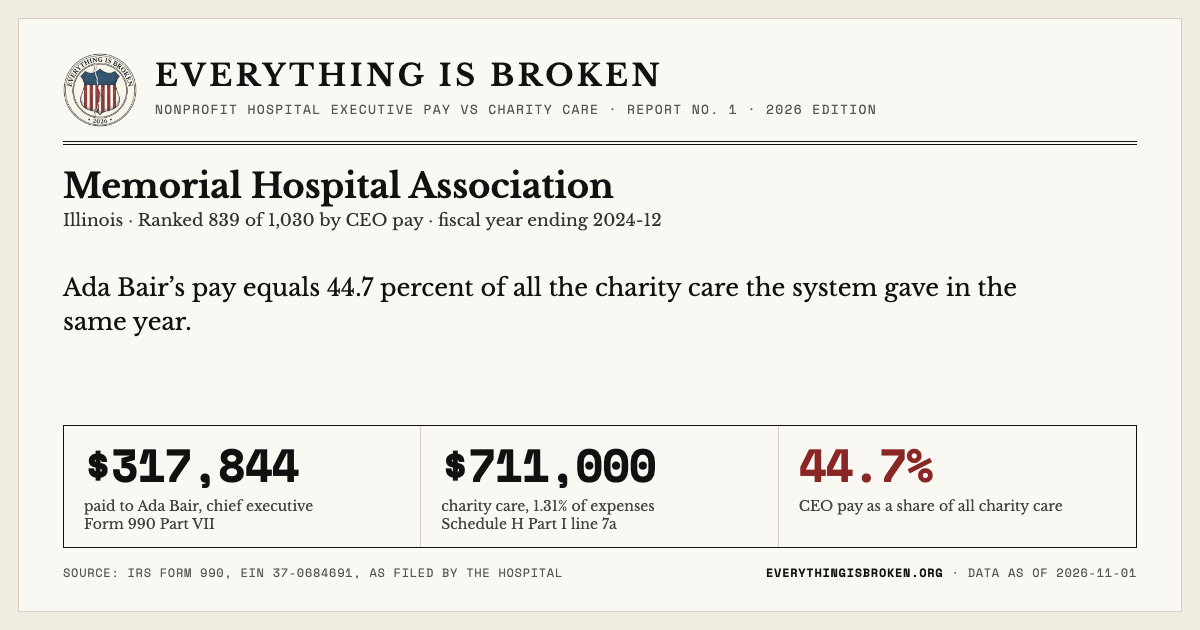 EVERYTHING IS BROKEN
· 2026 ·
EVERYTHING IS BROKEN
NONPROFIT HOSPITAL EXECUTIVE PAY VS CHARITY CARE · REPORT NO. 1 · 2026 EDITION
Memorial Hospital Association
Illinois · Ranked 839 of 1,030 by CEO pay · fiscal year ending 2024-12
Ada Bair’s pay equals 44.7 percent of all the charity care the system gave in the
same year.
$317,844
paid to Ada Bair, chief executive
Form 990 Part VII
$711,000
charity care, 1.31% of expenses
Schedule H Part I line 7a
44.7%
CEO pay as a share of all charity care
SOURCE: IRS FORM 990, EIN 37-0684691, AS FILED BY THE HOSPITAL
EVERYTHINGISBROKEN.ORG · DATA AS OF 2026-11-01